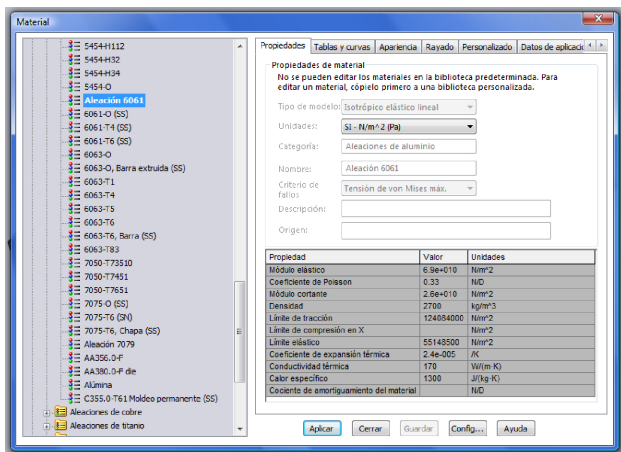 Material
5454-H112
5454-H32
5454-H34
5454-O
Aleación 6061
6061-O (SS)
6061-T4 (SS)
6061-T6 (SS)
6063-O
6063-O, Barra extruida (SS)
6063-T1
6063-T4
6063-T5
6063-T6
6063-T6, Barra (SS)
6063-T83
7050-T73510
7050-T7451
7050-T7651
7075-O (SS)
7075-T6 (SN)
7075-T6, Chapa (SS)
Aleación 7079
AA356.0-F
AA380.0-F die
Alúmina
C355.0-T61 Moldeo permanente (SS)
Aleaciones de cobre
Aleaciones de titanio
Propiedades Tablas y curvas Apariencia Rayado Personalizado Datos de aplicació
Propiedades de material
No se pueden editar los materiales en la biblioteca predeterminada. Para
editar un material, cópielo primero a una biblioteca personalizada.
Tipo de modelo: Isotrópico elástico lineal
Unidades: SI - N/m^2 (Pa)
Categoría: Aleaciones de aluminio
Nombre: Aleación 6061
Criterio de
fallos Tensión de von Mises máx.
Descripción:
Origen:
Propiedad Valor Unidades
Módulo elástico 6.9e+010 N/m^2
Coeficiente de Poisson 0.33 N/D
Módulo cortante 2.6e+010 N/m^2
Densidad 2700 kg/m^3
Límite de tracción 124084000 N/m^2
Límite de compresión en X N/m^2
Límite elástico 55148500 N/m^2
Coeficiente de expansión térmica 2.4e-005 /K
Conductividad térmica 170 W/(m·K)
Calor específico 1300 J/(kg·K)
Cociente de amortiguamiento del material N/D
Aplicar Cerrar Guardar Config... Ayuda